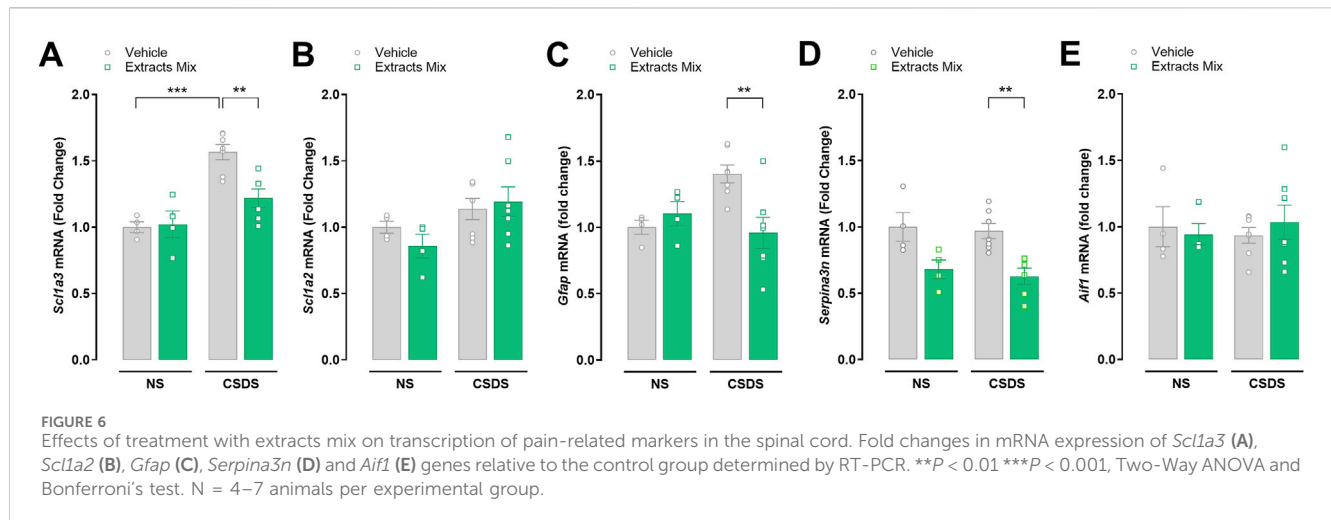 A
Vehicle
Extracts Mix
Scl1a3 mRNA (Fold Change)
2.0
1.5
1.0
0.5
0.0
***
**
NS
CSDS
B
Vehicle
Extracts Mix
Scl1a2 mRNA (Fold Change)
2.0
1.5
1.0
0.5
0.0
NS
CSDS
C
Vehicle
Extracts Mix
Gfap mRNA (fold change)
2.0
1.5
1.0
0.5
0.0
**
NS
CSDS
D
Vehicle
Extracts Mix
Serpina3n mRNA (Fold Change)
2.0
1.5
1.0
0.5
0.0
**
NS
CSDS
E
Vehicle
Extracts Mix
Aif1 mRNA (fold change)
2.0
1.5
1.0
0.5
0.0
NS
CSDS
FIGURE 6
Effects of treatment with extracts mix on transcription of pain-related markers in the spinal cord. Fold changes in mRNA expression of Scl1a3 (A),
Scl1a2 (B), Gfap (C), Serpina3n (D) and Aif1 (E) genes relative to the control group determined by RT-PCR. **P < 0.01 ***P < 0.001, Two-Way ANOVA and
Bonferroni's test. N = 4–7 animals per experimental group.